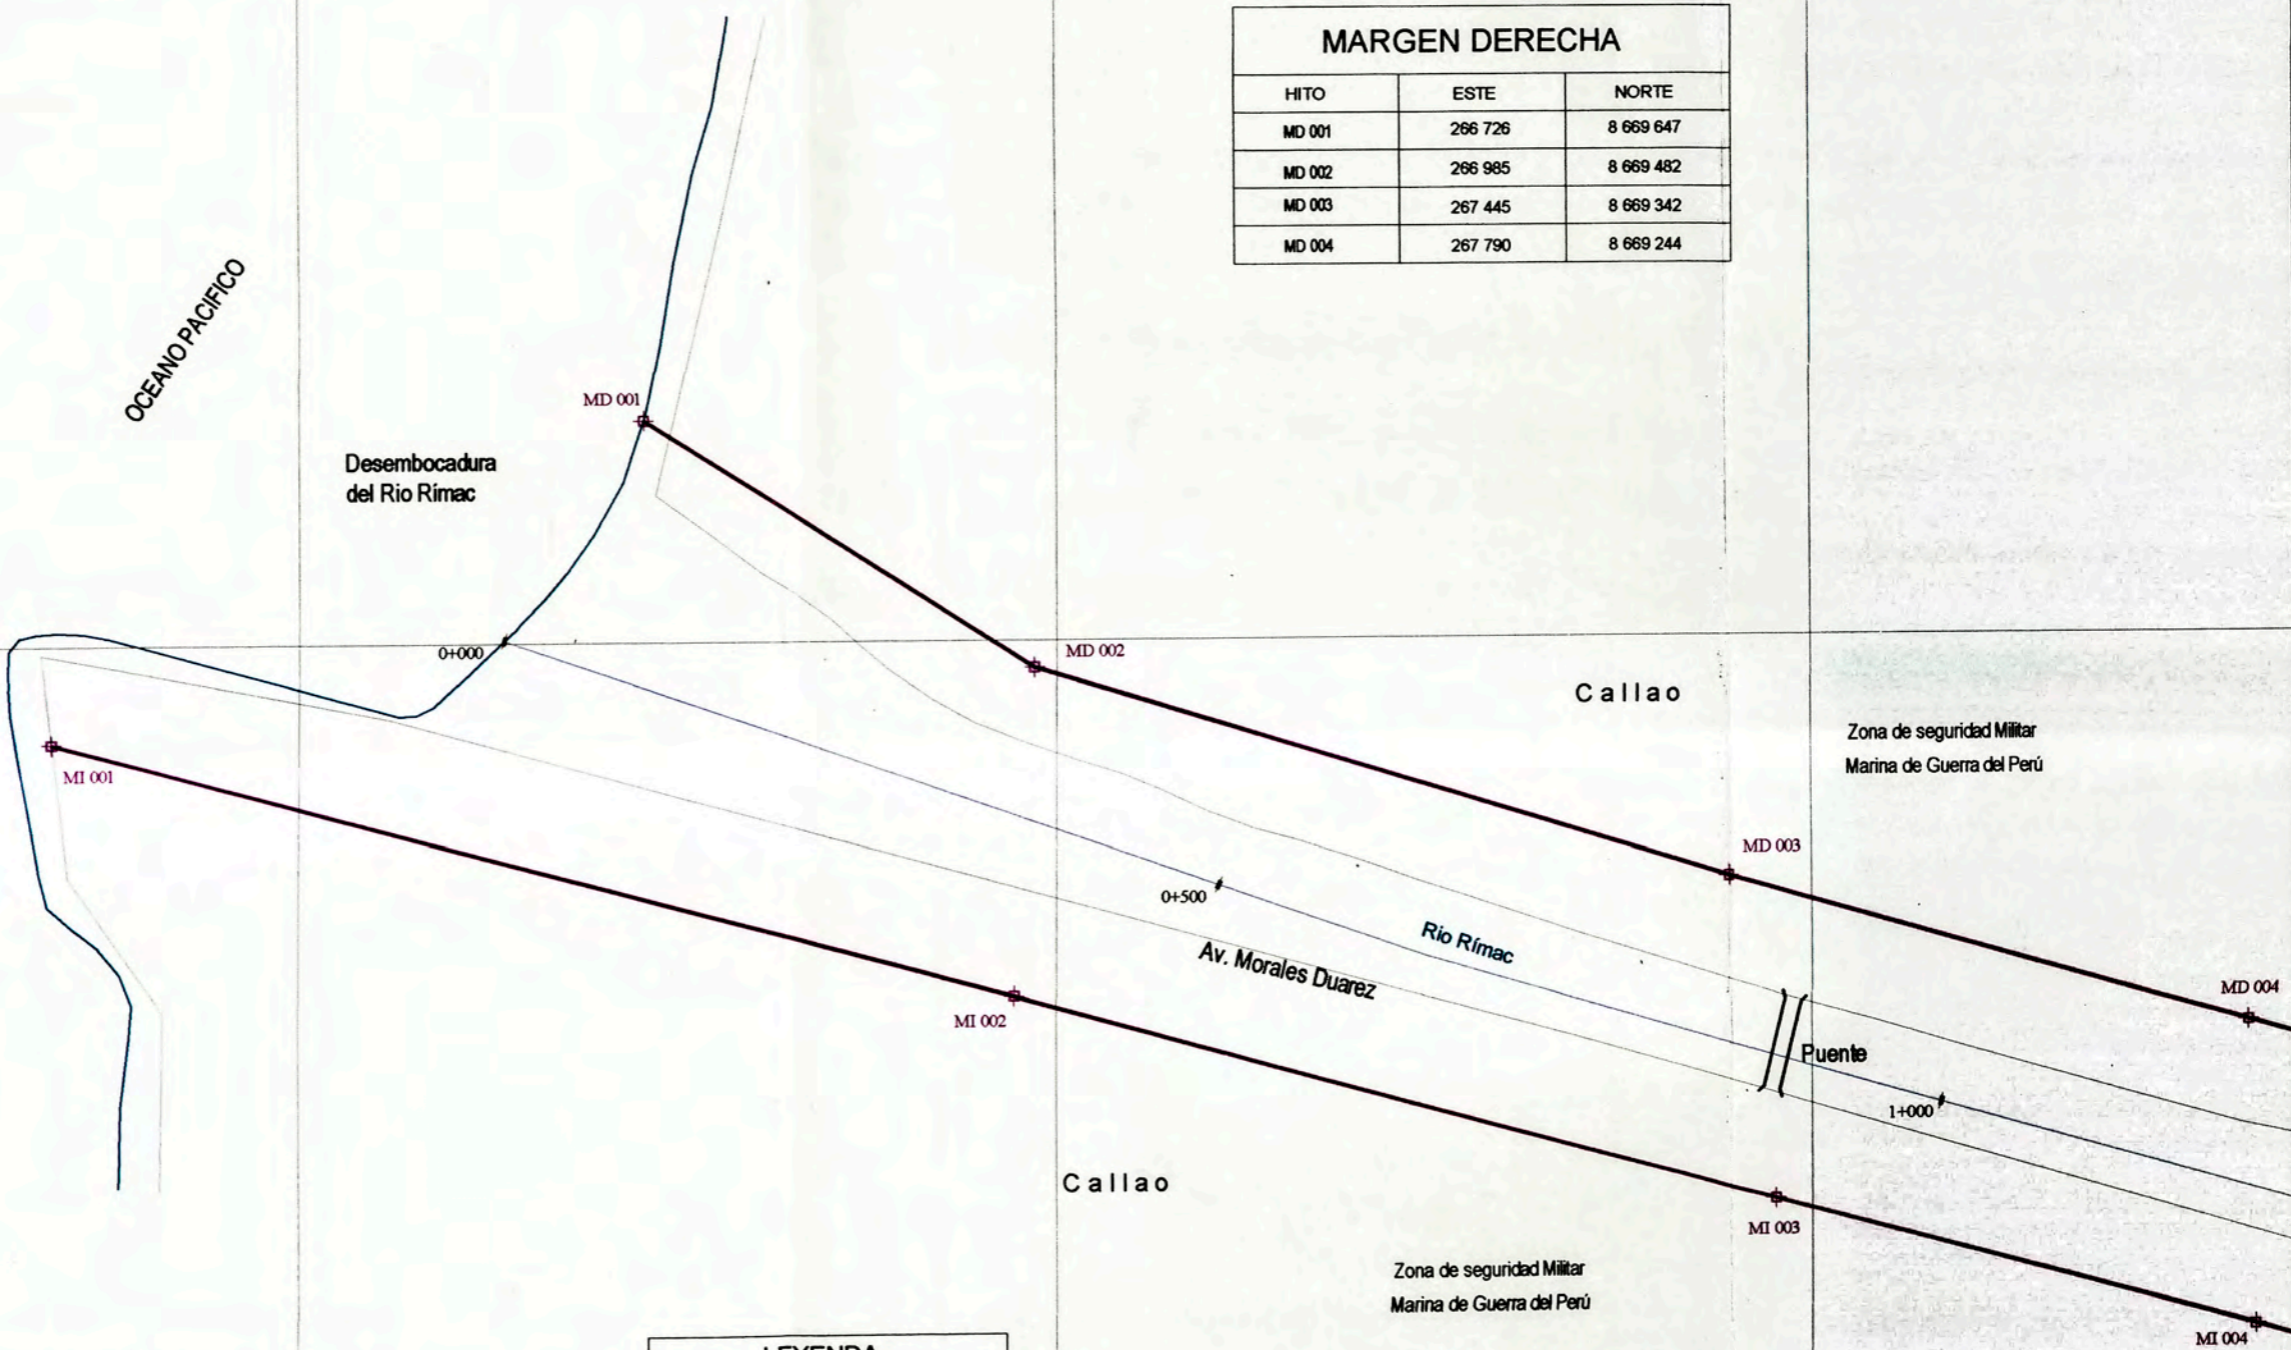 MARGEN DERECHA
HITO ESTE NORTE
MD 001 266 726 8 669 647
MD 002 266 985 8 669 482
MD 003 267 445 8 669 342
MD 004 267 790 8 669 244
OCEANO PACIFICO
MD 001
Desembocadura
del Rio Rímac
0+000
MD 002
Callao
Zona de seguridad Militar
Marina de Guerra del Perú
MI 001
MD 003
0+500
Rio Rímac
Av. Morales Duarez
MD 004
MI 002
Puente
1+000
Callao
MI 003
Zona de seguridad Militar
Marina de Guerra del Perú
MI 004
LEYENDA